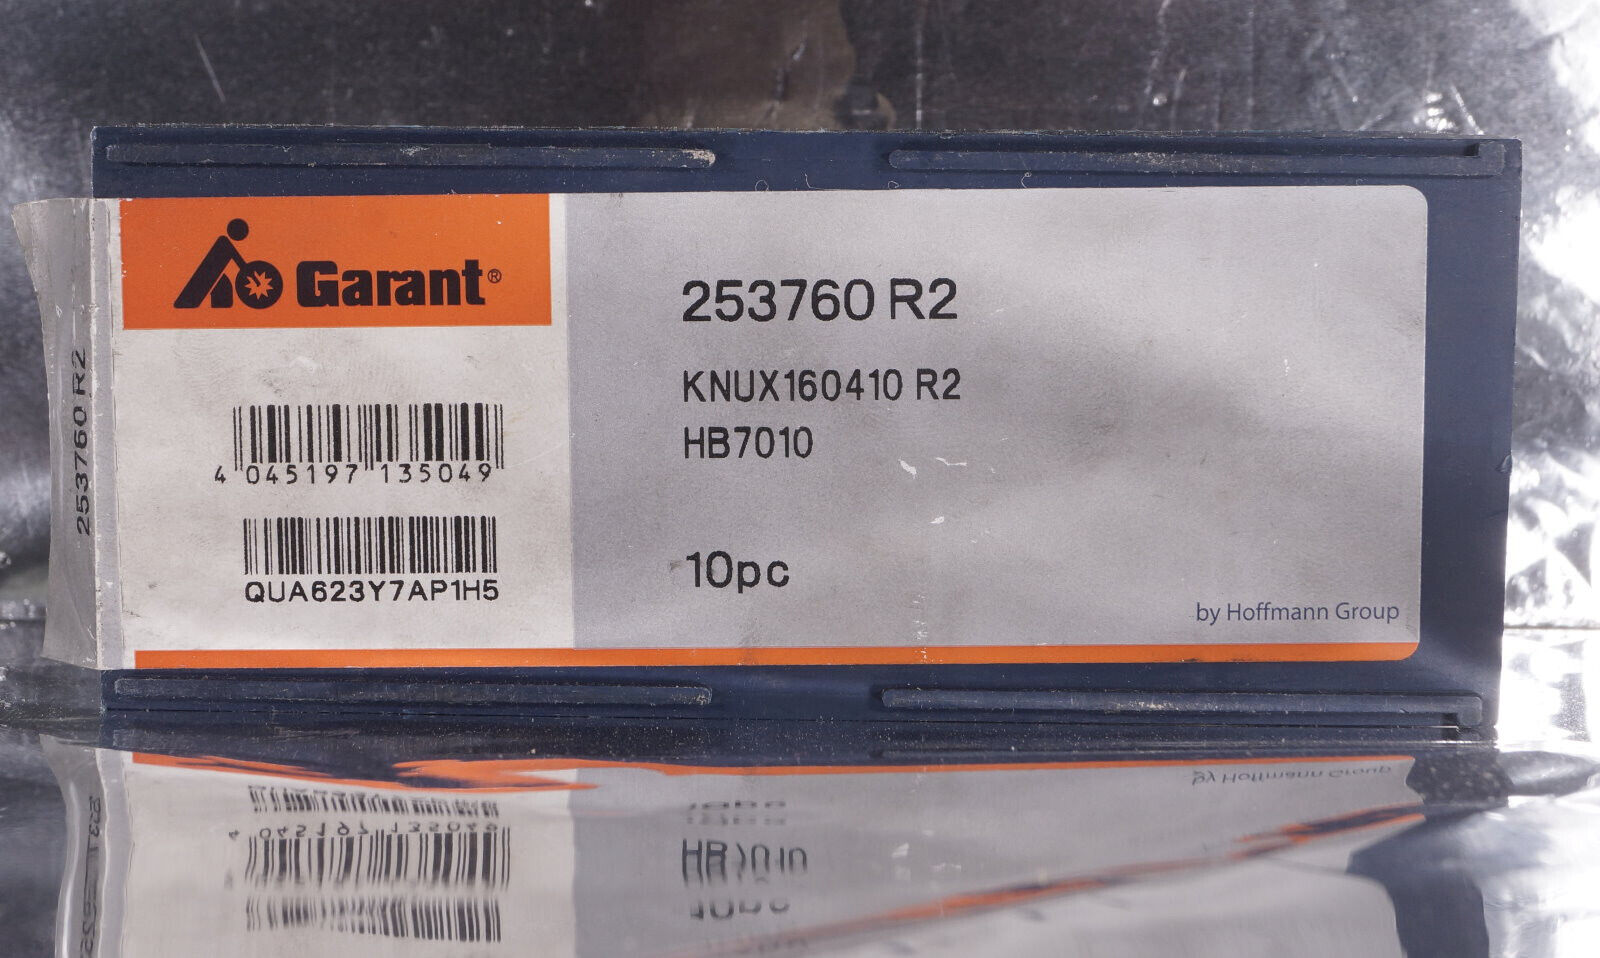 Garant®
253760 R2
253760 R2
KNUX160410 R2
HB7010
4 045197 135049
QUA623Y7AP1H5
10pc
by Hoffmann Group